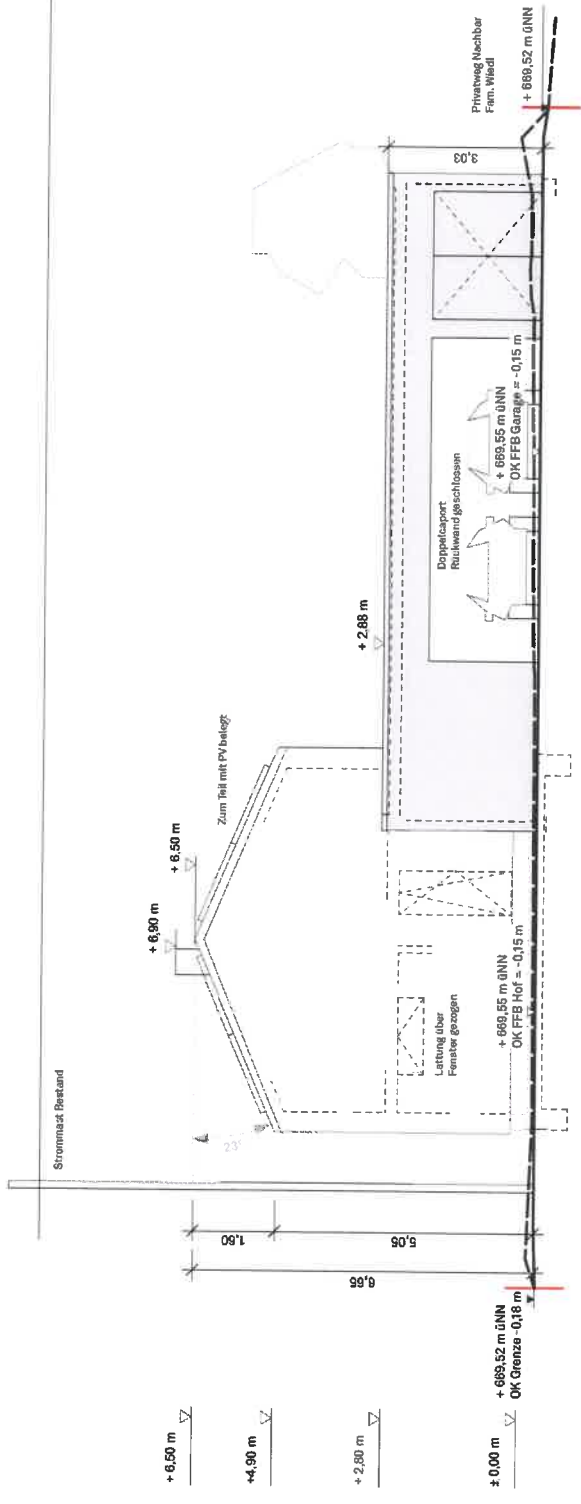 Strommast Bestand
+ 6,90 m
+ 6,50 m
Zum Teil mit PV belegt
23°
+ 2,88 m
+ 6,50 m
+4,90 m
+ 2,80 m
± 0,00 m
1,60
5,05
6,65
Lattung über
Fenster gezogen
Doppelcaport
Rückwand geschlossen
3,03
Privatweg Nachbar
Fam. Wiedl
+ 669,52 m üNN
+ 669,52 m üNN
OK Grenze -0,18 m
+ 669,55 m üNN
OK FFB Hof = -0,15 m
+ 669,55 m üNN
OK FFB Garage = -0,15 m